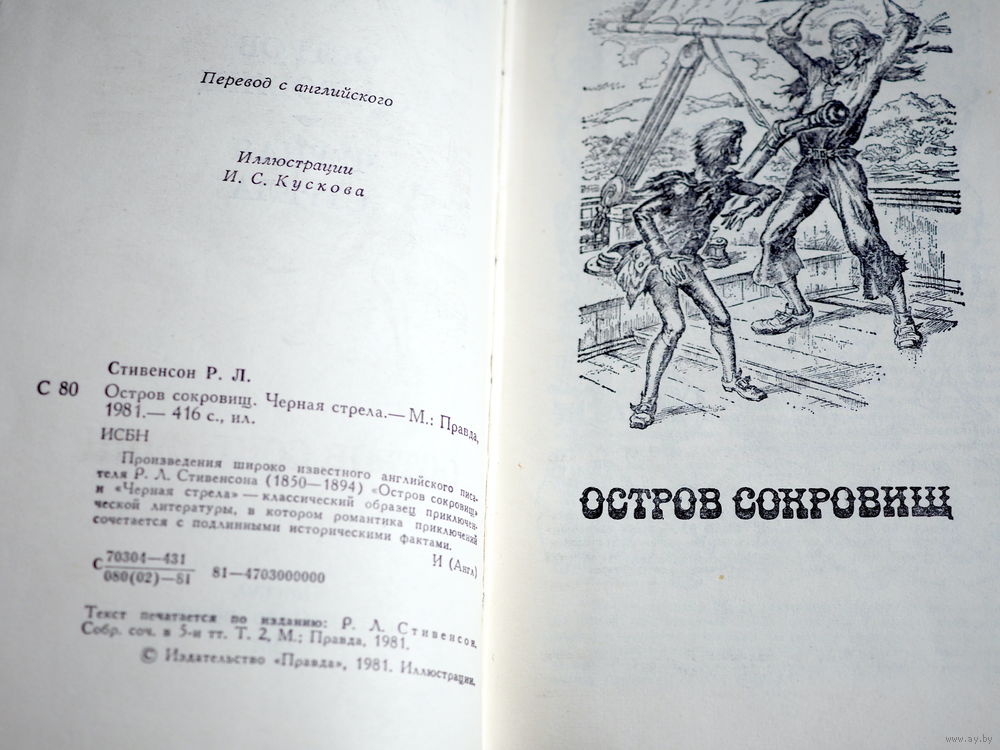 Перевод с английского
Иллюстрации
И. С. Кускова
Стивенсон Р. Л.
С 80
Остров сокровищ. Черная стрела.— М.: Правда,
1981.— 416 с., ил.
ИСБН
Произведения широко известного английского писа-
теля Р. Л. Стивенсона (1850—1894) «Остров сокровищ»
и «Черная стрела» — классический образец приключен-
ческой литературы, в котором романтика приключений
сочетается с подлинными историческими фактами.
И (Англ)
С 70304—431
080(02)—81
81—4703000000
Текст печатается по изданию: Р. Л. Стивенсон.
Собр. соч. в 5-и тт. Т. 2, М.; Правда, 1981.
© Издательство «Правда», 1981. Иллюстрации.
ОСТРОВ СОКРОВИЩ
www.ay.by